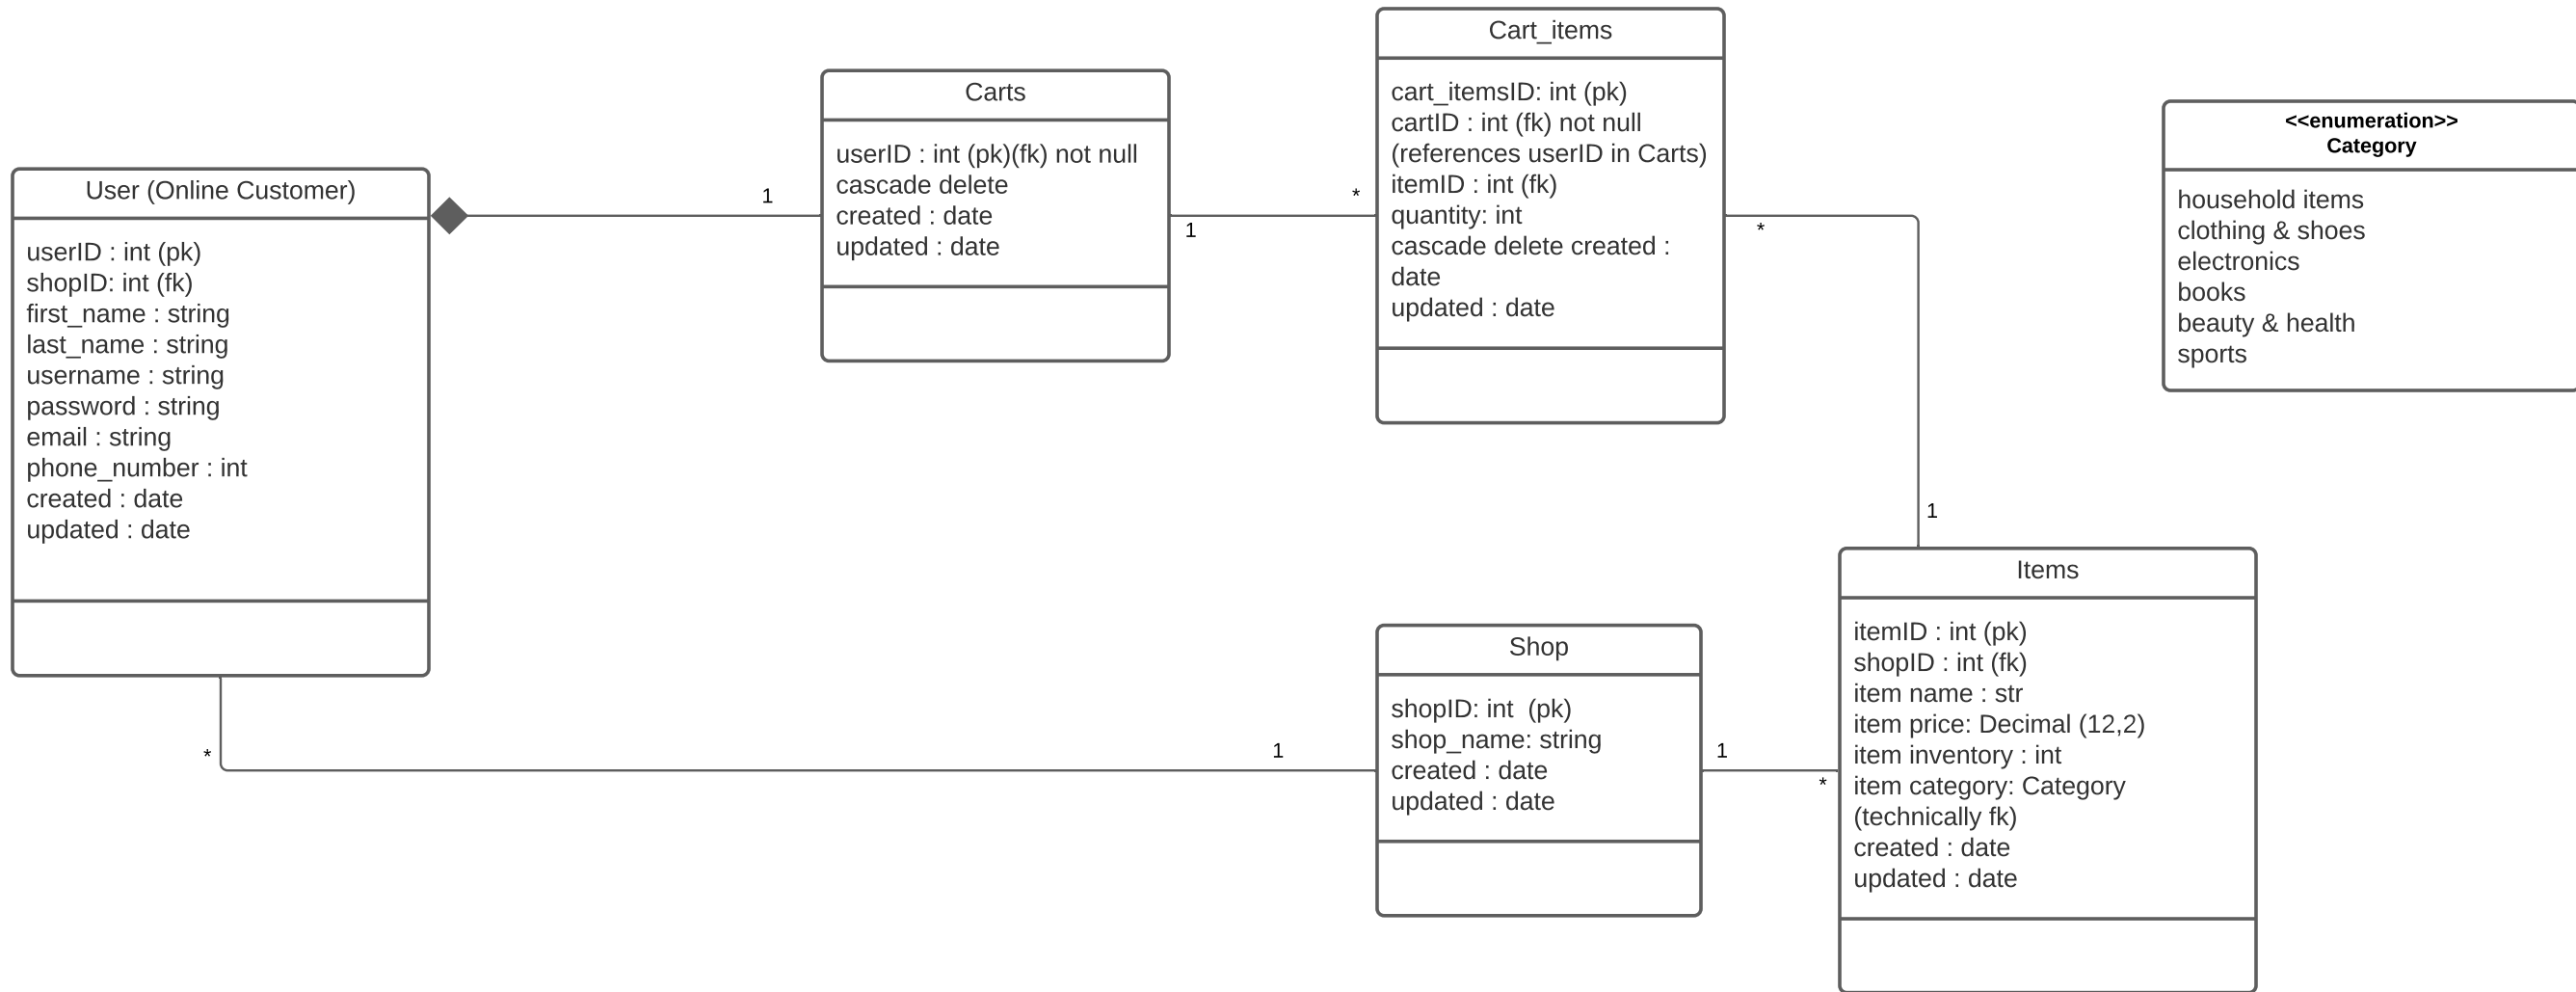 User (Online Customer)
userID : int (pk)
shopID: int (fk)
first_name : string
last_name : string
username : string
password : string
email : string
phone_number : int
created : date
updated : date
1
Carts
userID : int (pk)(fk) not null
cascade delete
created : date
updated : date
1
*
Cart_items
cart_itemsID: int (pk)
cartID : int (fk) not null
(references userID in Carts)
itemID : int (fk)
quantity: int
cascade delete created :
date
updated : date
*
1
<<enumeration>>
Category
household items
clothing & shoes
electronics
books
beauty & health
sports
*
1
Shop
shopID: int  (pk)
shop_name: string
created : date
updated : date
1
*
Items
itemID : int (pk)
shopID : int (fk)
item name : str
item price: Decimal (12,2)
item inventory : int
item category: Category
(technically fk)
created : date
updated : date